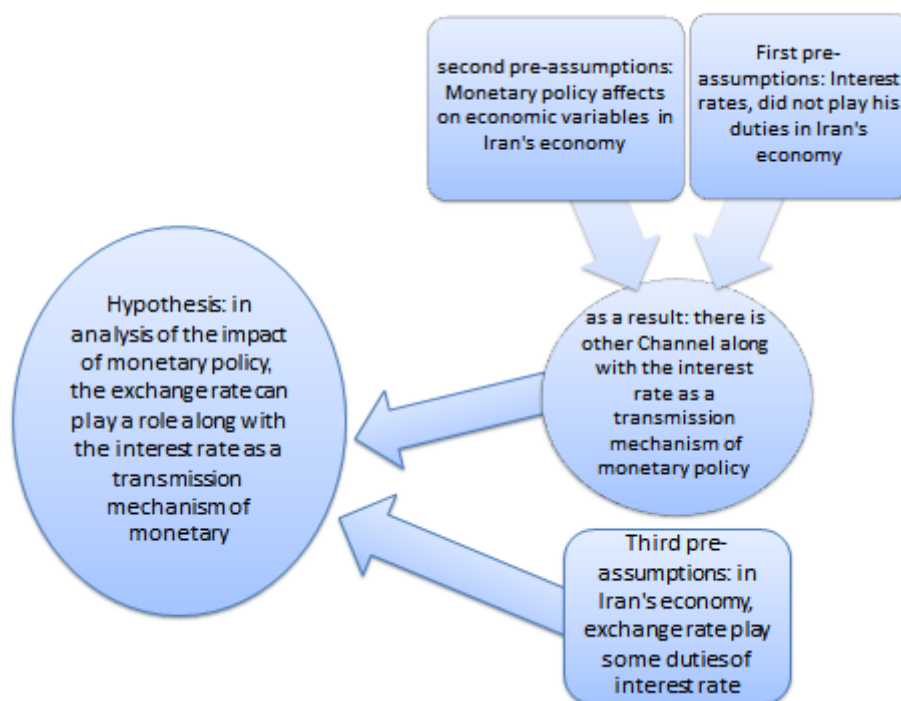 second pre-assumptions:
Monetary policy affects
on economic variables in
Iran's economy
First pre-
assumptions: Interest
rates, did not play his
duties in Iran's
economy
as a result: there is
other Channel along
with the interest
rate as a
transmission
mechanism of
monetary policy
Hypothesis: in
analysis of the impact
of monetary policy,
the exchange rate can
play a role along with
the interest rate as a
transmission
mechanism of
monetary
Third pre-
assumptions: in
Iran's economy,
exchange rate play
some duties of
interest rate